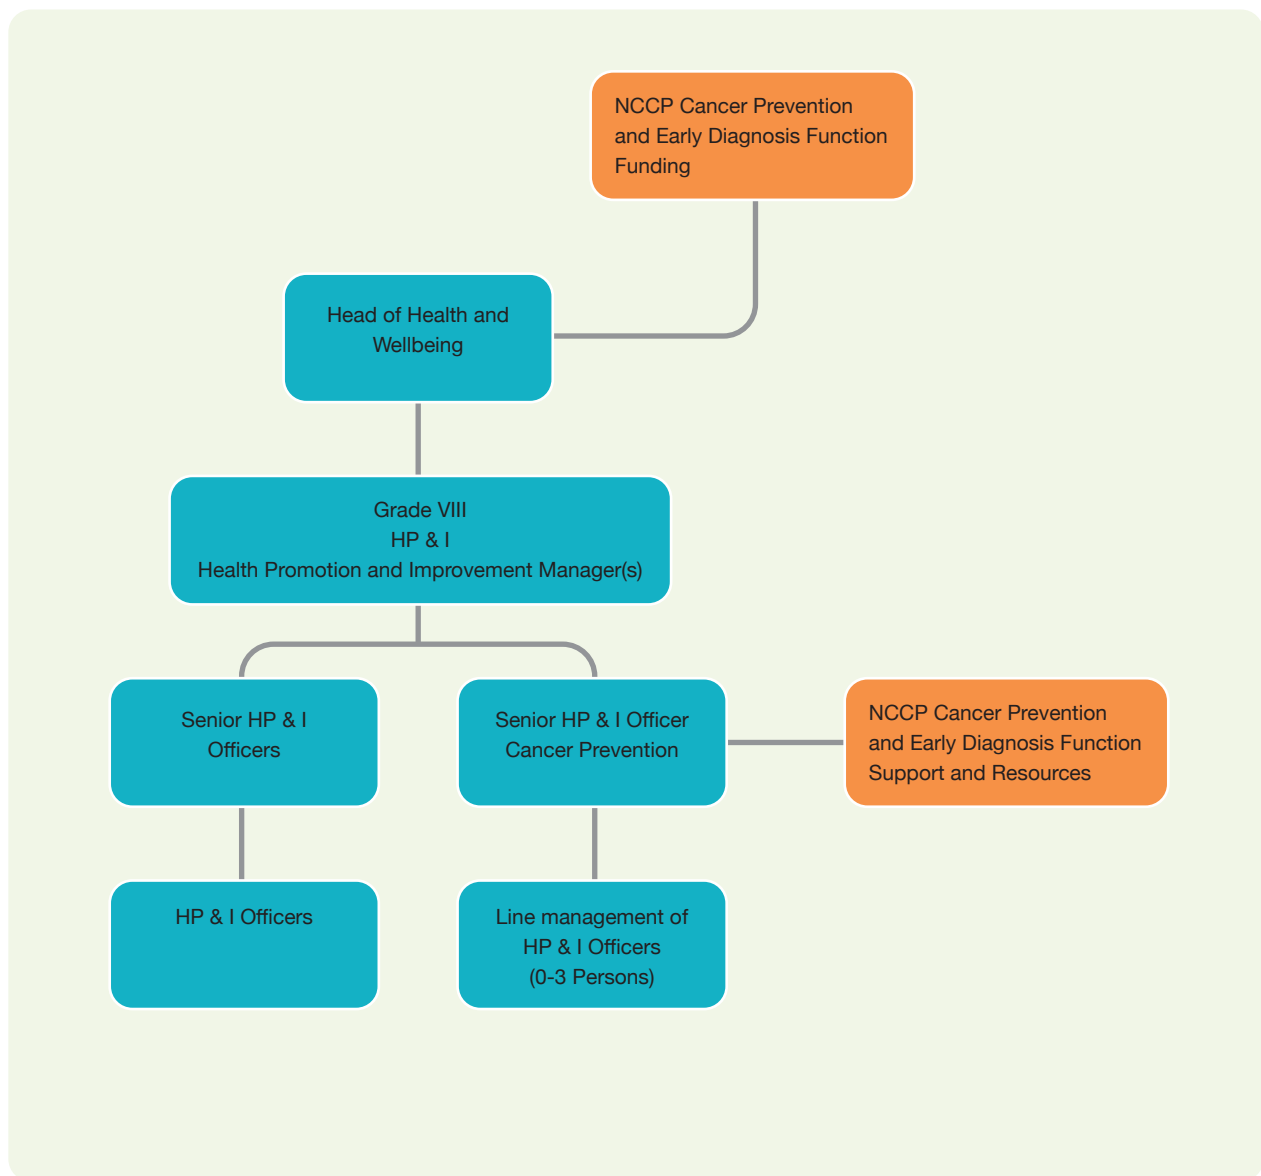 NCCP Cancer Prevention
and Early Diagnosis Function
Funding
Head of Health and
Wellbeing
Grade VIII
HP & I
Health Promotion and Improvement Manager(s)
Senior HP & I
Officers
Senior HP & I Officer
Cancer Prevention
NCCP Cancer Prevention
and Early Diagnosis Function
Support and Resources
HP & I Officers
Line management of
HP & I Officers
(0-3 Persons)